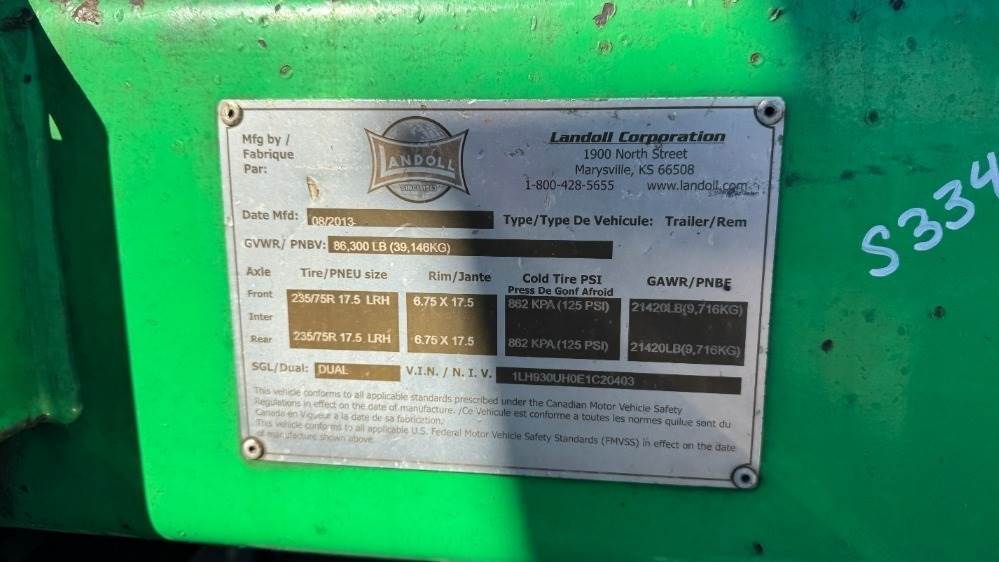 Mfg by /
Fabrique
Par:
LANDOLL
SINCE 1963
Landoll Corporation
1900 North Street
Marysville, KS 66508
1-800-428-5655 www.landoll.com
Date Mfd: 08/2013 Type/Type De Vehicule: Trailer/Rem
GVWR/ PNBV: 86,300 LB (39,146KG)
Axle Tire/PNEU size Rim/Jante Cold Tire PSI GAWR/PNBE
Press De Gonf Afroid
Front 235/75R 17.5 LRH 6.75 X 17.5 862 KPA (125 PSI) 21420LB(9,716KG)
Inter
Rear 235/75R 17.5 LRH 6.75 X 17.5 862 KPA (125 PSI) 21420LB(9,716KG)
SGL/Dual: DUAL V.I.N. / N. I. V. 1LH930UH0E1C20403
This vehicle conforms to all applicable standards prescribed under the Canadian Motor Vehicle Safety
Regulations in effect on the date of manufacture. /Ce Vehicule est conforme a toutes les normes qulіue sont du
Canada en Vigueur a la date de sa fabrication.
This vehicle conforms to all applicable U.S. Federal Motor Vehicle Safety Standards (FMVSS) in effect on the date
of manufacture shown above.
S334